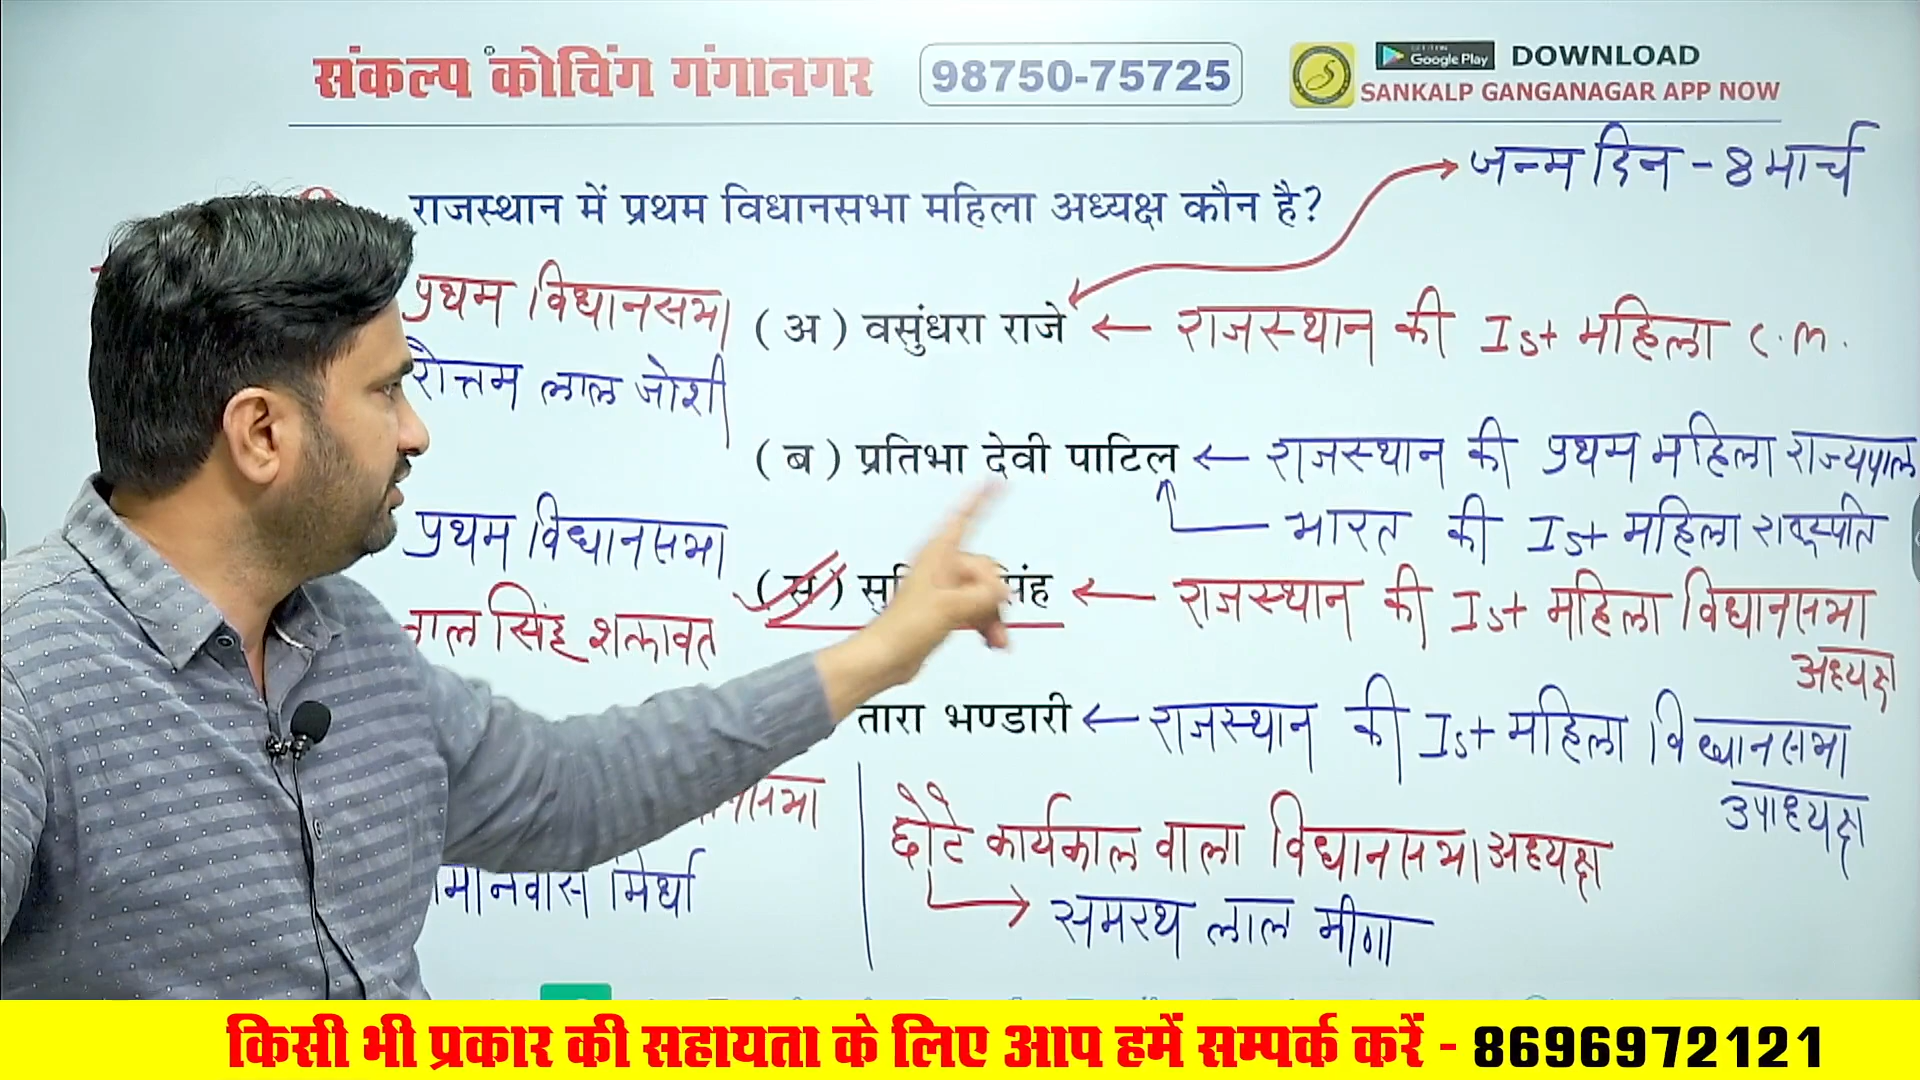 संकल्प कोचिंग गंगानगर
98750-75725
GET IT ON
Google Play
DOWNLOAD
SANKALP GANGANAGAR APP NOW
जन्म दिन - 8 मार्च
राजस्थान में प्रथम विधानसभा महिला अध्यक्ष कौन है?
प्रथम विधानसभा
लाल जोशी
( अ ) वसुंधरा राजे ← राजस्थान की Ist महिला C.M.
( ब ) प्रतिभा देवी पाटिल ← राजस्थान की प्रथम महिला राज्यपाल
भारत की Ist महिला राष्ट्रपति
प्रथम विधानसभा
( स ) ← राजस्थान की Ist महिला विधानसभा
अध्यक्ष
सिंह शक्तावत
तारा भण्डारी ← राजस्थान की Ist महिला विधानसभा
उपाध्यक्ष
छोटे कार्यकाल वाला विधानसभा अध्यक्ष
→ समरथ लाल मीणा
मिर्धा
किसी भी प्रकार की सहायता के लिए आप हमें सम्पर्क करें - 8696972121